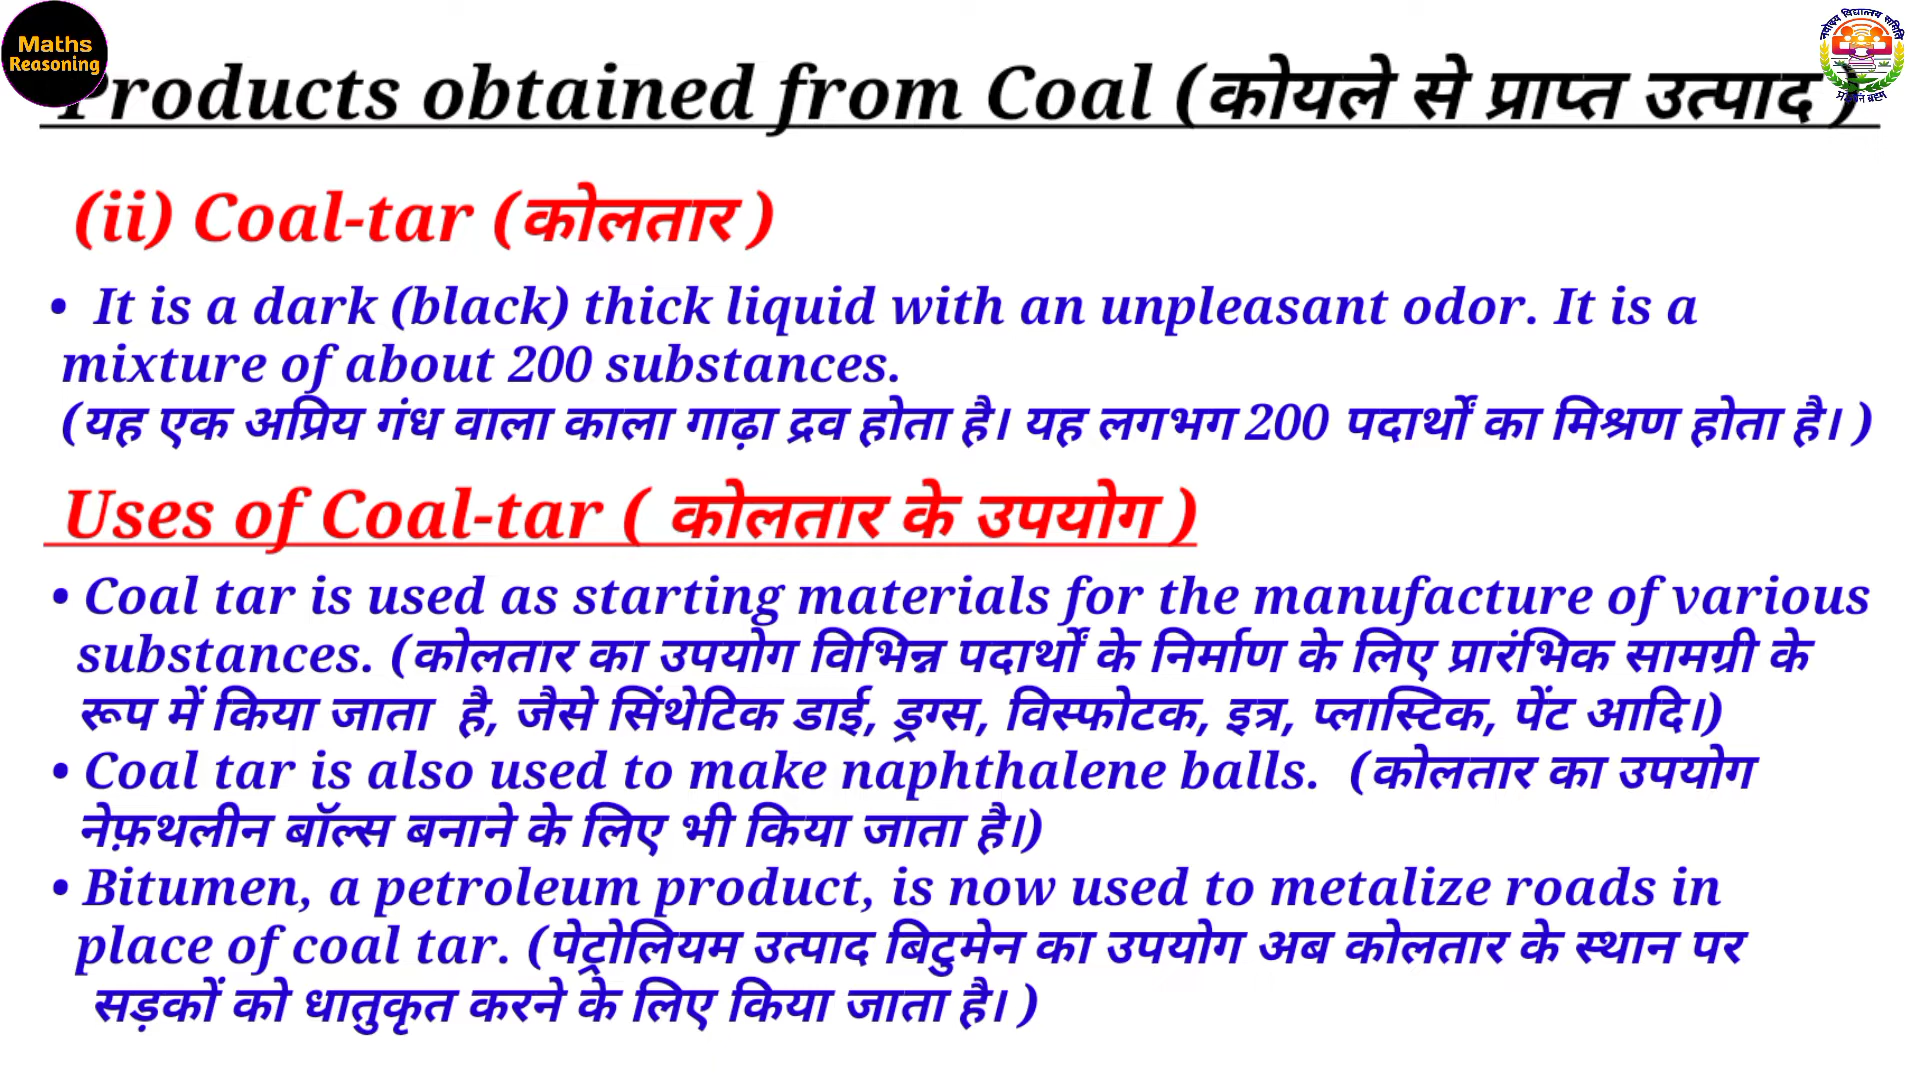 Maths
Reasoning
Products obtained from Coal (कोयले से प्राप्त उत्पाद )
नवोदय विद्यालय समिति
(ii) Coal-tar (कोलतार )
• It is a dark (black) thick liquid with an unpleasant odor. It is a
mixture of about 200 substances.
(यह एक अप्रिय गंध वाला काला गाढ़ा द्रव होता है। यह लगभग 200 पदार्थों का मिश्रण होता है। )
Uses of Coal-tar ( कोलतार के उपयोग )
• Coal tar is used as starting materials for the manufacture of various
substances. (कोलतार का उपयोग विभिन्न पदार्थों के निर्माण के लिए प्रारंभिक सामग्री के
रूप में किया जाता है, जैसे सिंथेटिक डाई, ड्रग्स, विस्फोटक, इत्र, प्लास्टिक, पेंट आदि।)
• Coal tar is also used to make naphthalene balls. (कोलतार का उपयोग
नेफ़थलीन बॉल्स बनाने के लिए भी किया जाता है।)
• Bitumen, a petroleum product, is now used to metalize roads in
place of coal tar. (पेट्रोलियम उत्पाद बिटुमेन का उपयोग अब कोलतार के स्थान पर
सड़कों को धातुकृत करने के लिए किया जाता है। )